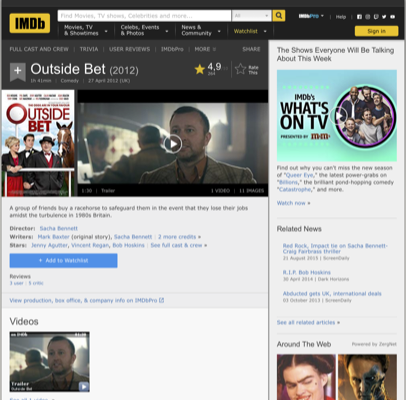 IMDb
Find Movies, TV shows, Celebrities and more...
All
IMDbPro
Help
Movies, TV & Showtimes
Celebs, Events & Photos
News & Community
Watchlist
Sign in
FULL CAST AND CREW | TRIVIA | USER REVIEWS | IMDbPro | MORE
SHARE
Outside Bet (2012)
1h 41min | Comedy | 27 April 2012 (UK)
4,9
Rate This
OUTSIDE BET
1:30 | Trailer
1 VIDEO | 11 IMAGES
A group of friends buy a racehorse to safeguard them in the event that they lose their jobs
amidst the turbulence in 1980s Britain.
Director: Sacha Bennett
Writers: Mark Baxter (original story), Sacha Bennett | 2 more credits »
Stars: Jenny Agutter, Vincent Regan, Bob Hoskins | See full cast & crew »
+ Add to Watchlist
Reviews
3 user | 5 critic
View production, box office, & company info on IMDbPro
Videos
IMDb
01:30
Trailer
Outside Bet
The Shows Everyone Will Be Talking
About This Week
IMDb's
WHAT'S
ON TV
PRESENTED BY m&m's
Find out why you can't miss the new season
of "Queer Eye," the latest power-grabs on
"Billions," the brilliant pond-hopping comedy
"Catastrophe," and more.
Watch now »
Related News
Red Rock, Impact lie on Sacha Bennett-
Craig Fairbrass thriller
21 August 2015 | ScreenDaily
R.I.P. Bob Hoskins
30 April 2014 | Dark Horizons
Abducted gets UK, international deals
03 October 2013 | ScreenDaily
See all related articles »
Around The Web
Powered by ZergNet